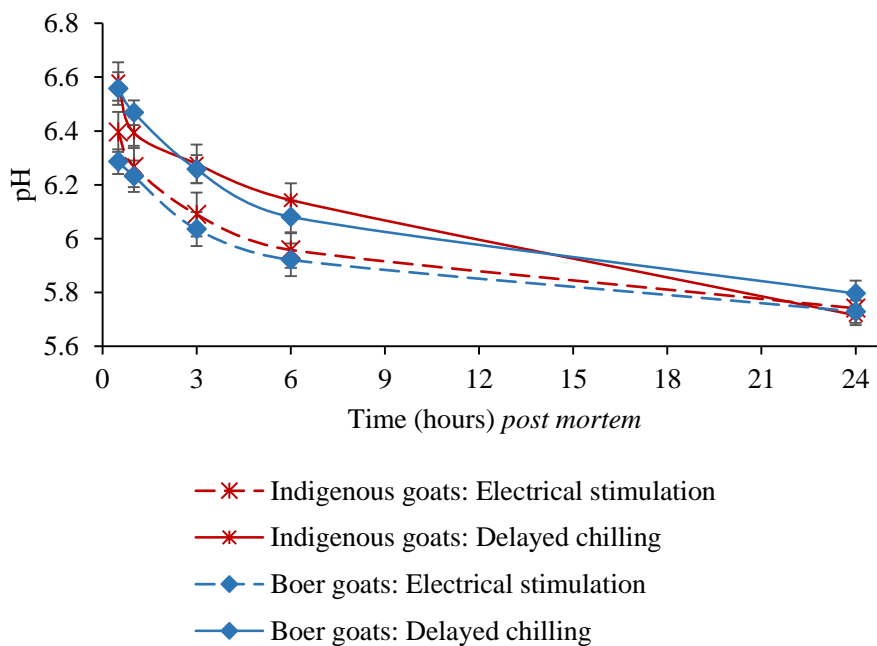 6.8
6.6
6.4
6.2
6
5.8
5.6
pH
0 3 6 9 12 15 18 21 24
Time (hours) post mortem
Indigenous goats: Electrical stimulation
Indigenous goats: Delayed chilling
Boer goats: Electrical stimulation
Boer goats: Delayed chilling